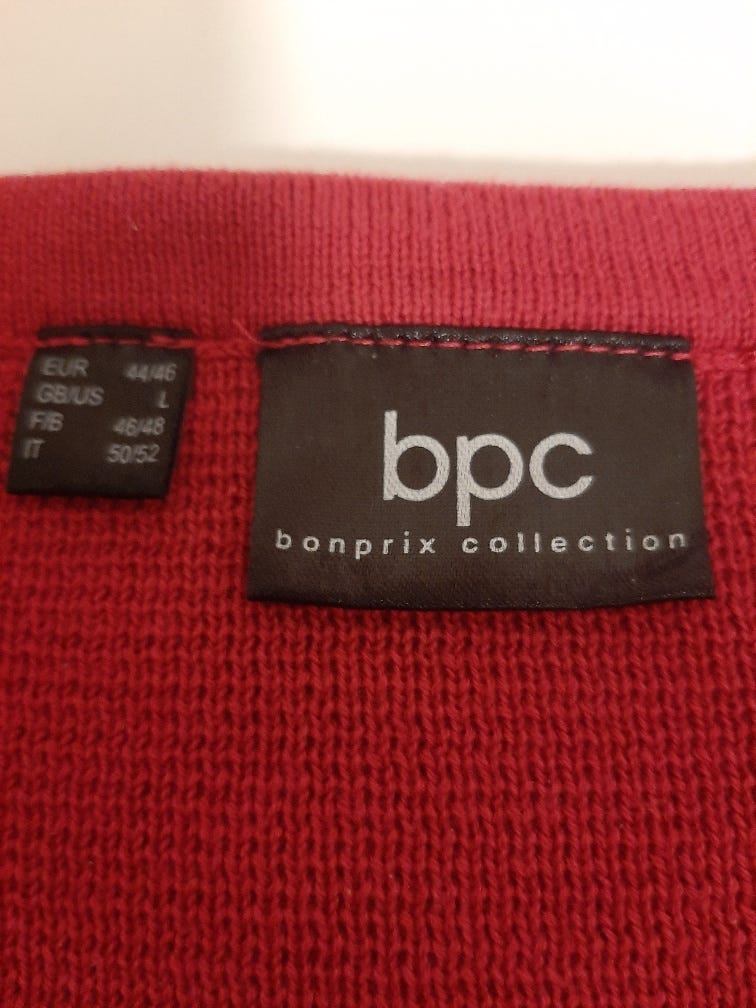 EUR 44/46
GB/US L
F/B 46/48
IT 50/52
bpc
bonprix collection